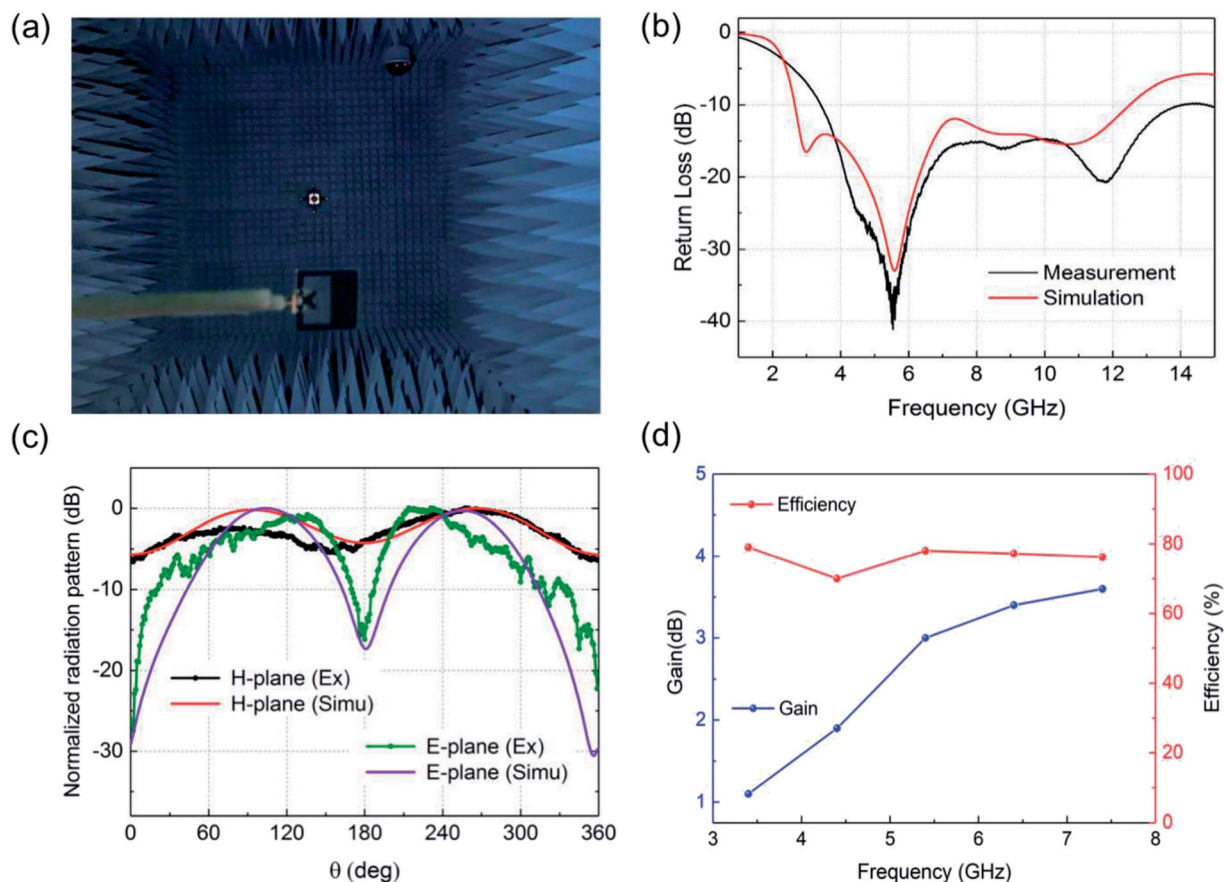 (a)
(b)
0
-10
-20
-30
-40
Return Loss (dB)
Measurement
Simulation
2 4 6 8 10 12 14
Frequency (GHz)
(c)
0
-10
-20
-30
Normalized radiation pattern (dB)
H-plane (Ex)
H-plane (Simu)
E-plane (Ex)
E-plane (Simu)
0 60 120 180 240 300 360
θ (deg)
(d)
5
4
3
2
1
Gain(dB)
Efficiency
Gain
100
80
60
40
20
0
Efficiency (%)
3 4 5 6 7 8
Frequency (GHz)